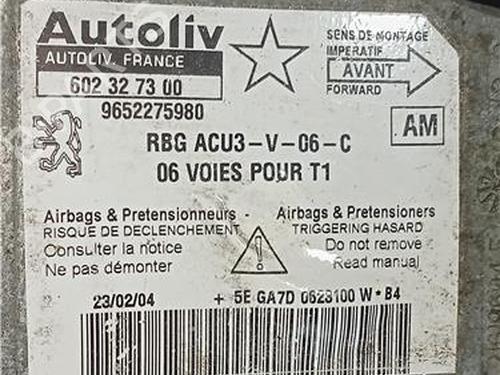 Autoliv
AUTOLIV. FRANCE
602 32 73 00
9652275980
SENS DE MONTAGE
IMPERATIF
AVANT
FORWARD
AM
RBG ACU3-V-06-C
06 VOIES POUR T1
Airbags & Pretensionneurs
RISQUE DE DECLENCHEMENT
Consulter la notice
Ne pas démonter
Airbags & Pretensioners
TRIGGERING HASARD
Do not remove
Read manual
23/02/04 + 5E GA7D 0623100 W · B4